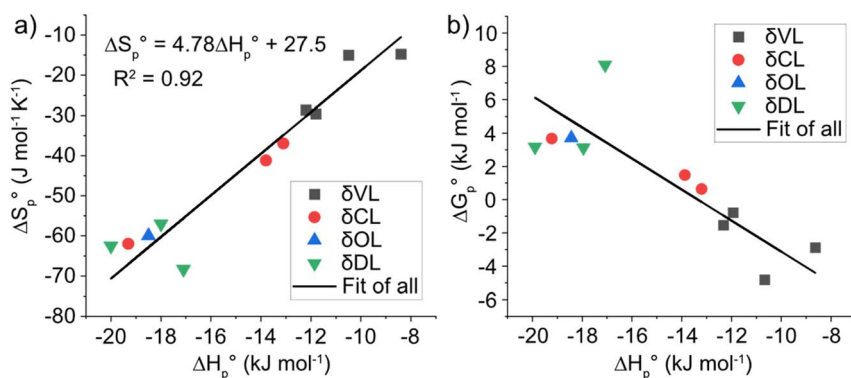 a)
ΔSₚ° = 4.78ΔHₚ° + 27.5
R² = 0.92
ΔSₚ°
(J mol⁻¹ K⁻¹)
-10
-20
-30
-40
-50
-60
-70
-80
δVL
δCL
δOL
δDL
Fit of all
-20 -18 -16 -14 -12 -10 -8
ΔHₚ° (kJ mol⁻¹)
b)
ΔGₚ° (kJ mol⁻¹)
8
6
4
2
0
-2
-4
-6
δVL
δCL
δOL
δDL
Fit of all
-20 -18 -16 -14 -12 -10 -8
ΔHₚ° (kJ mol⁻¹)